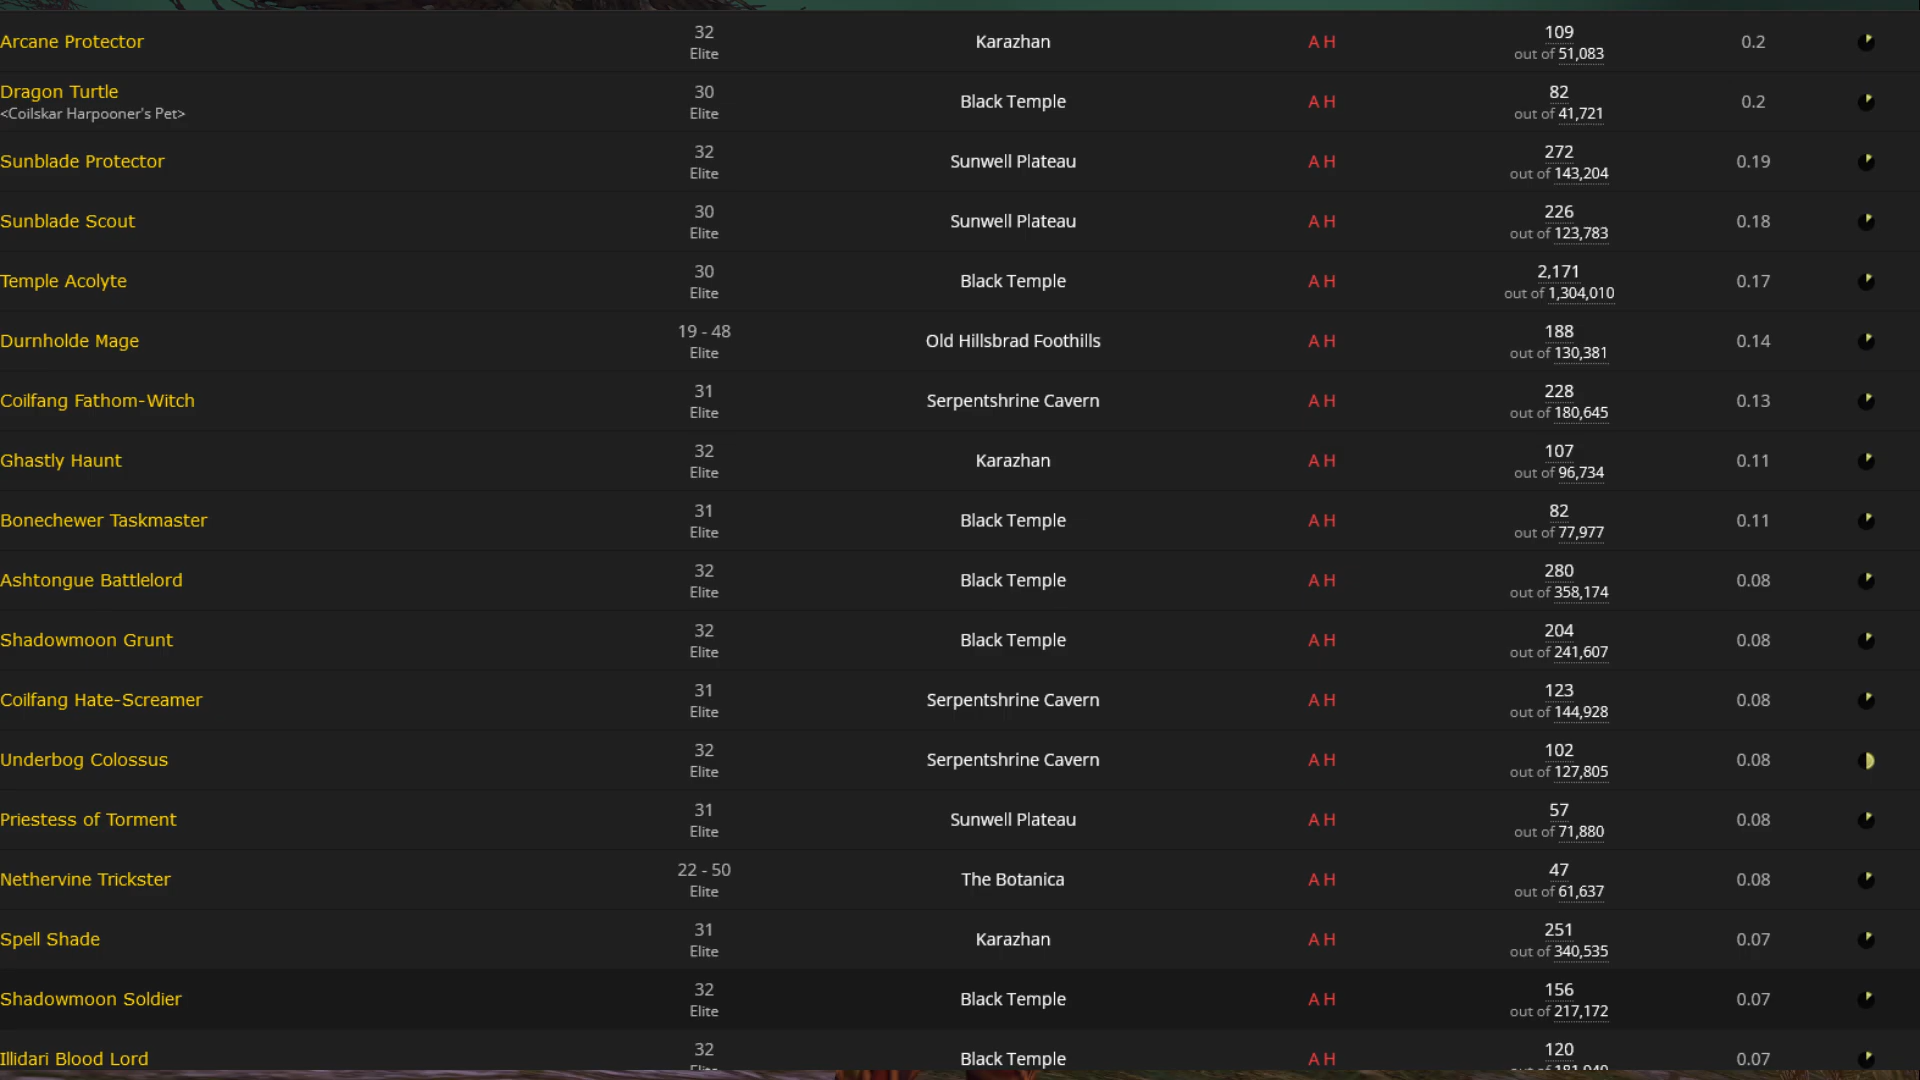 Arcane Protector
32
Elite
Karazhan
A H
109
out of 51,083
0.2
Dragon Turtle
<Coilskar Harpooner's Pet>
30
Elite
Black Temple
A H
82
out of 41,721
0.2
Sunblade Protector
32
Elite
Sunwell Plateau
A H
272
out of 143,204
0.19
Sunblade Scout
30
Elite
Sunwell Plateau
A H
226
out of 123,783
0.18
Temple Acolyte
30
Elite
Black Temple
A H
2,171
out of 1,304,010
0.17
Durnholde Mage
19 - 48
Elite
Old Hillsbrad Foothills
A H
188
out of 130,381
0.14
Coilfang Fathom-Witch
31
Elite
Serpentshrine Cavern
A H
228
out of 180,645
0.13
Ghastly Haunt
32
Elite
Karazhan
A H
107
out of 96,734
0.11
Bonechewer Taskmaster
31
Elite
Black Temple
A H
82
out of 77,977
0.11
Ashtongue Battlelord
32
Elite
Black Temple
A H
280
out of 358,174
0.08
Shadowmoon Grunt
32
Elite
Black Temple
A H
204
out of 241,607
0.08
Coilfang Hate-Screamer
31
Elite
Serpentshrine Cavern
A H
123
out of 144,928
0.08
Underbog Colossus
32
Elite
Serpentshrine Cavern
A H
102
out of 127,805
0.08
Priestess of Torment
31
Elite
Sunwell Plateau
A H
57
out of 71,880
0.08
Nethervine Trickster
22 - 50
Elite
The Botanica
A H
47
out of 61,637
0.08
Spell Shade
31
Elite
Karazhan
A H
251
out of 340,535
0.07
Shadowmoon Soldier
32
Elite
Black Temple
A H
156
out of 217,172
0.07
Illidari Blood Lord
32
Elite
Black Temple
A H
120
out of
0.07